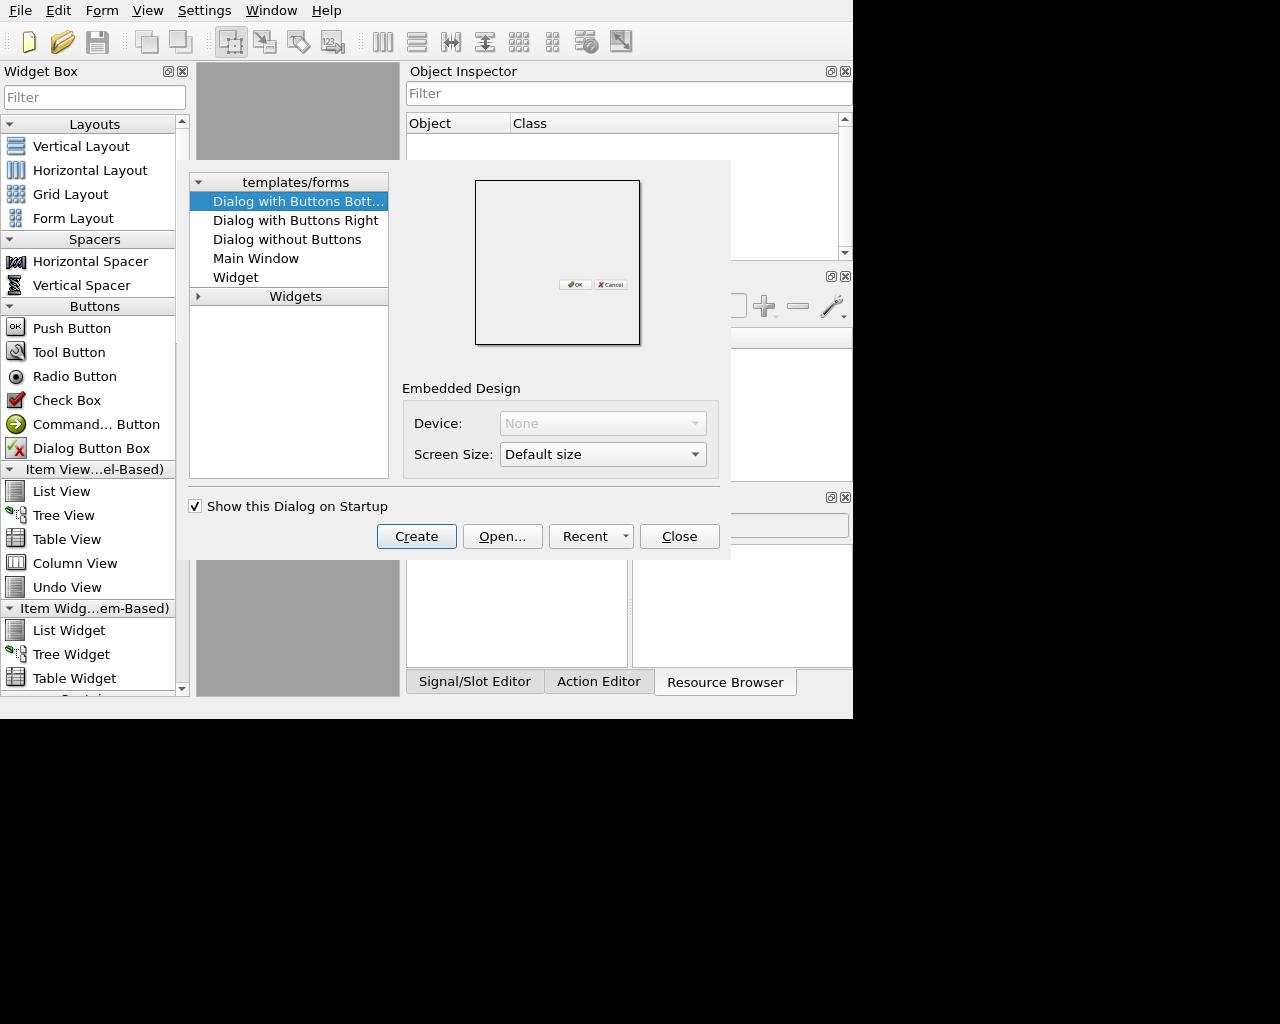 File Edit Form View Settings Window Help
Widget Box
Filter
Layouts
Vertical Layout
Horizontal Layout
Grid Layout
Form Layout
Spacers
Horizontal Spacer
Vertical Spacer
Buttons
Push Button
Tool Button
Radio Button
Check Box
Command... Button
Dialog Button Box
Item View...el-Based)
List View
Tree View
Table View
Column View
Undo View
Item Widg...em-Based)
List Widget
Tree Widget
Table Widget
Object Inspector
Filter
Object Class
templates/forms
Dialog with Buttons Bott...
Dialog with Buttons Right
Dialog without Buttons
Main Window
Widget
Widgets
OK Cancel
Embedded Design
Device: None
Screen Size: Default size
Show this Dialog on Startup
Create Open... Recent Close
Signal/Slot Editor Action Editor Resource Browser